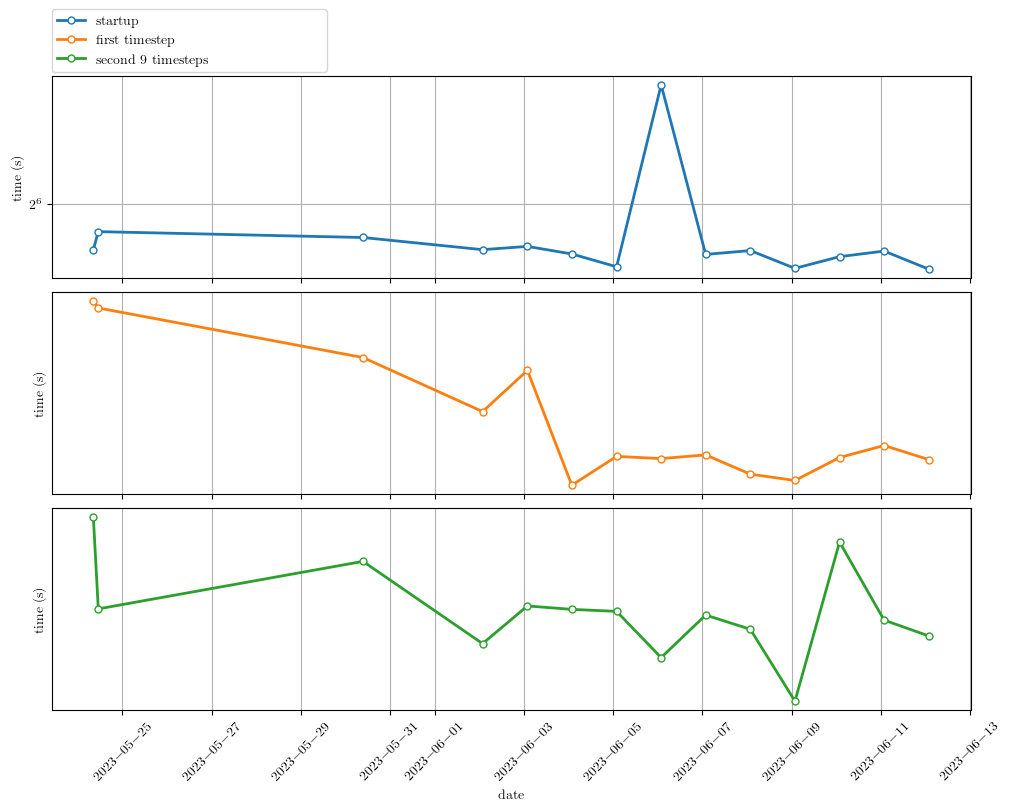 startup
first timestep
second 9 timesteps
time (s)
2⁶
time (s)
time (s)
2023−05−25
2023−05−27
2023−05−29
2023−05−31
2023−06−01
2023−06−03
2023−06−05
2023−06−07
2023−06−09
2023−06−11
2023−06−13
date